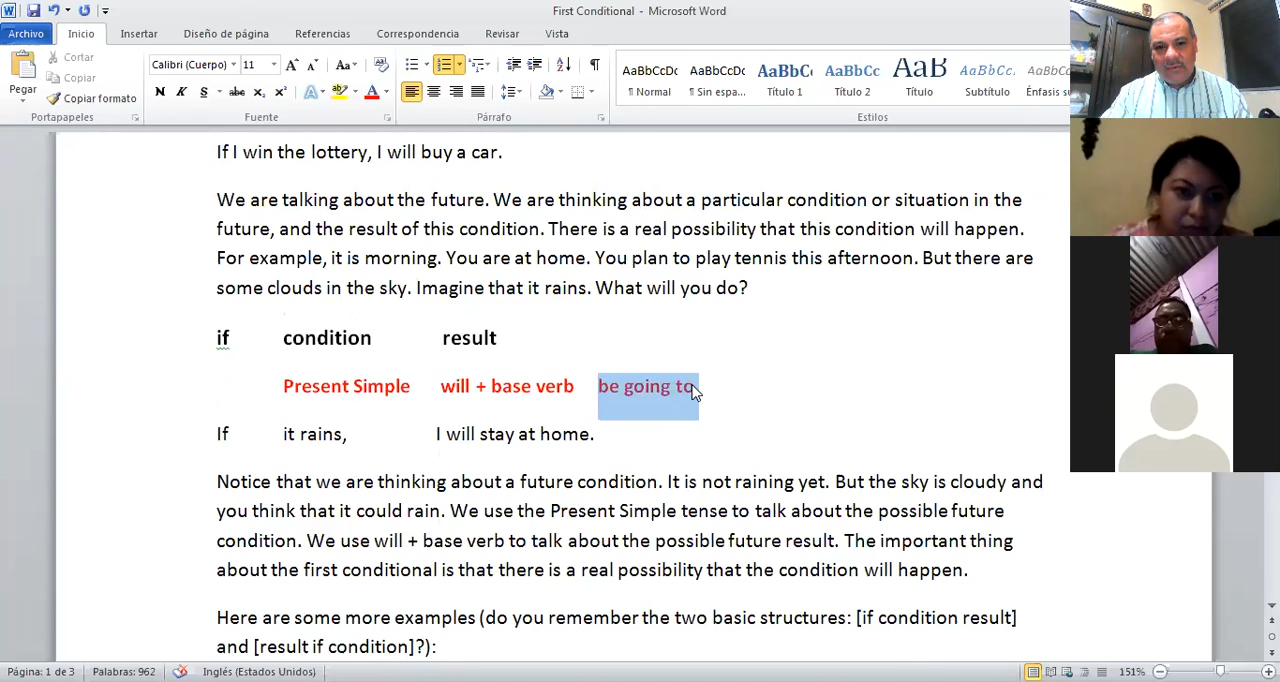 First Conditional - Microsoft Word
Archivo Inicio Insertar Diseño de página Referencias Correspondencia Revisar Vista
Pegar
Cortar
Copiar
Copiar formato
Portapapeles
Calibri (Cuerpo) 11
N K S abc
Fuente
Párrafo
AaBbCcDc AaBbCcDc AaBbC AaBbCc AaB AaBbCc. AaBbCcDc
¶ Normal ¶ Sin espa... Título 1 Título 2 Título Subtítulo Énfasis su
Estilos
If I win the lottery, I will buy a car.
We are talking about the future. We are thinking about a particular condition or situation in the
future, and the result of this condition. There is a real possibility that this condition will happen.
For example, it is morning. You are at home. You plan to play tennis this afternoon. But there are
some clouds in the sky. Imagine that it rains. What will you do?
if condition result
Present Simple will + base verb be going to
If it rains, I will stay at home.
Notice that we are thinking about a future condition. It is not raining yet. But the sky is cloudy and
you think that it could rain. We use the Present Simple tense to talk about the possible future
condition. We use will + base verb to talk about the possible future result. The important thing
about the first conditional is that there is a real possibility that the condition will happen.
Here are some more examples (do you remember the two basic structures: [if condition result]
and [result if condition]?):
Página: 1 de 3 Palabras: 962 Inglés (Estados Unidos) 151%